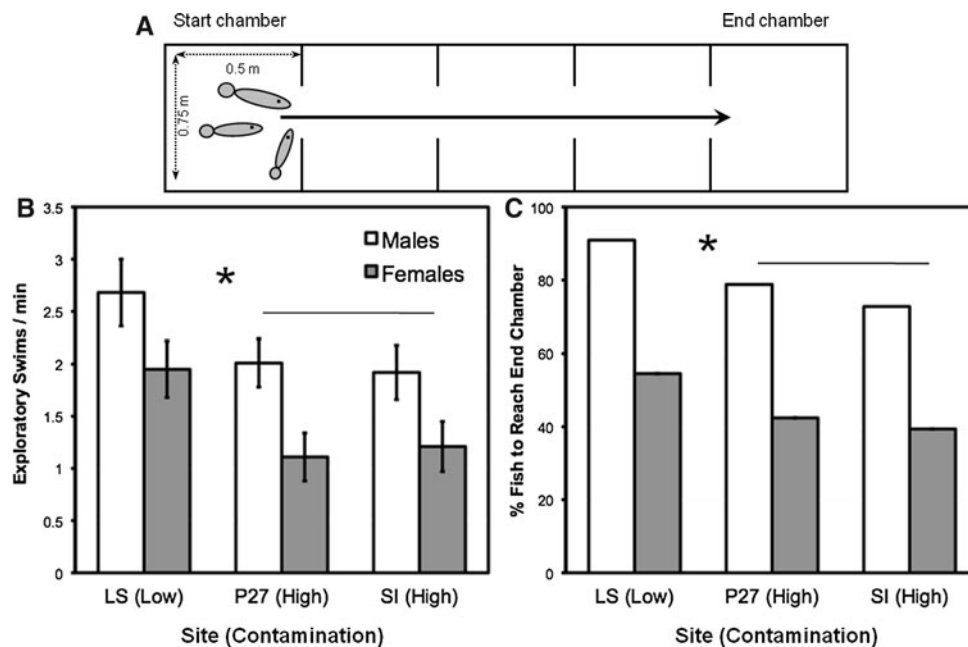 A
Start chamber
End chamber
0.5 m
0.75 m
B
3.5
3
2.5
2
1.5
1
0.5
0
Exploratory Swims / min
*
Males
Females
LS (Low)
P27 (High)
SI (High)
Site (Contamination)
C
100
80
60
40
20
0
% Fish to Reach End Chamber
*
LS (Low)
P27 (High)
SI (High)
Site (Contamination)